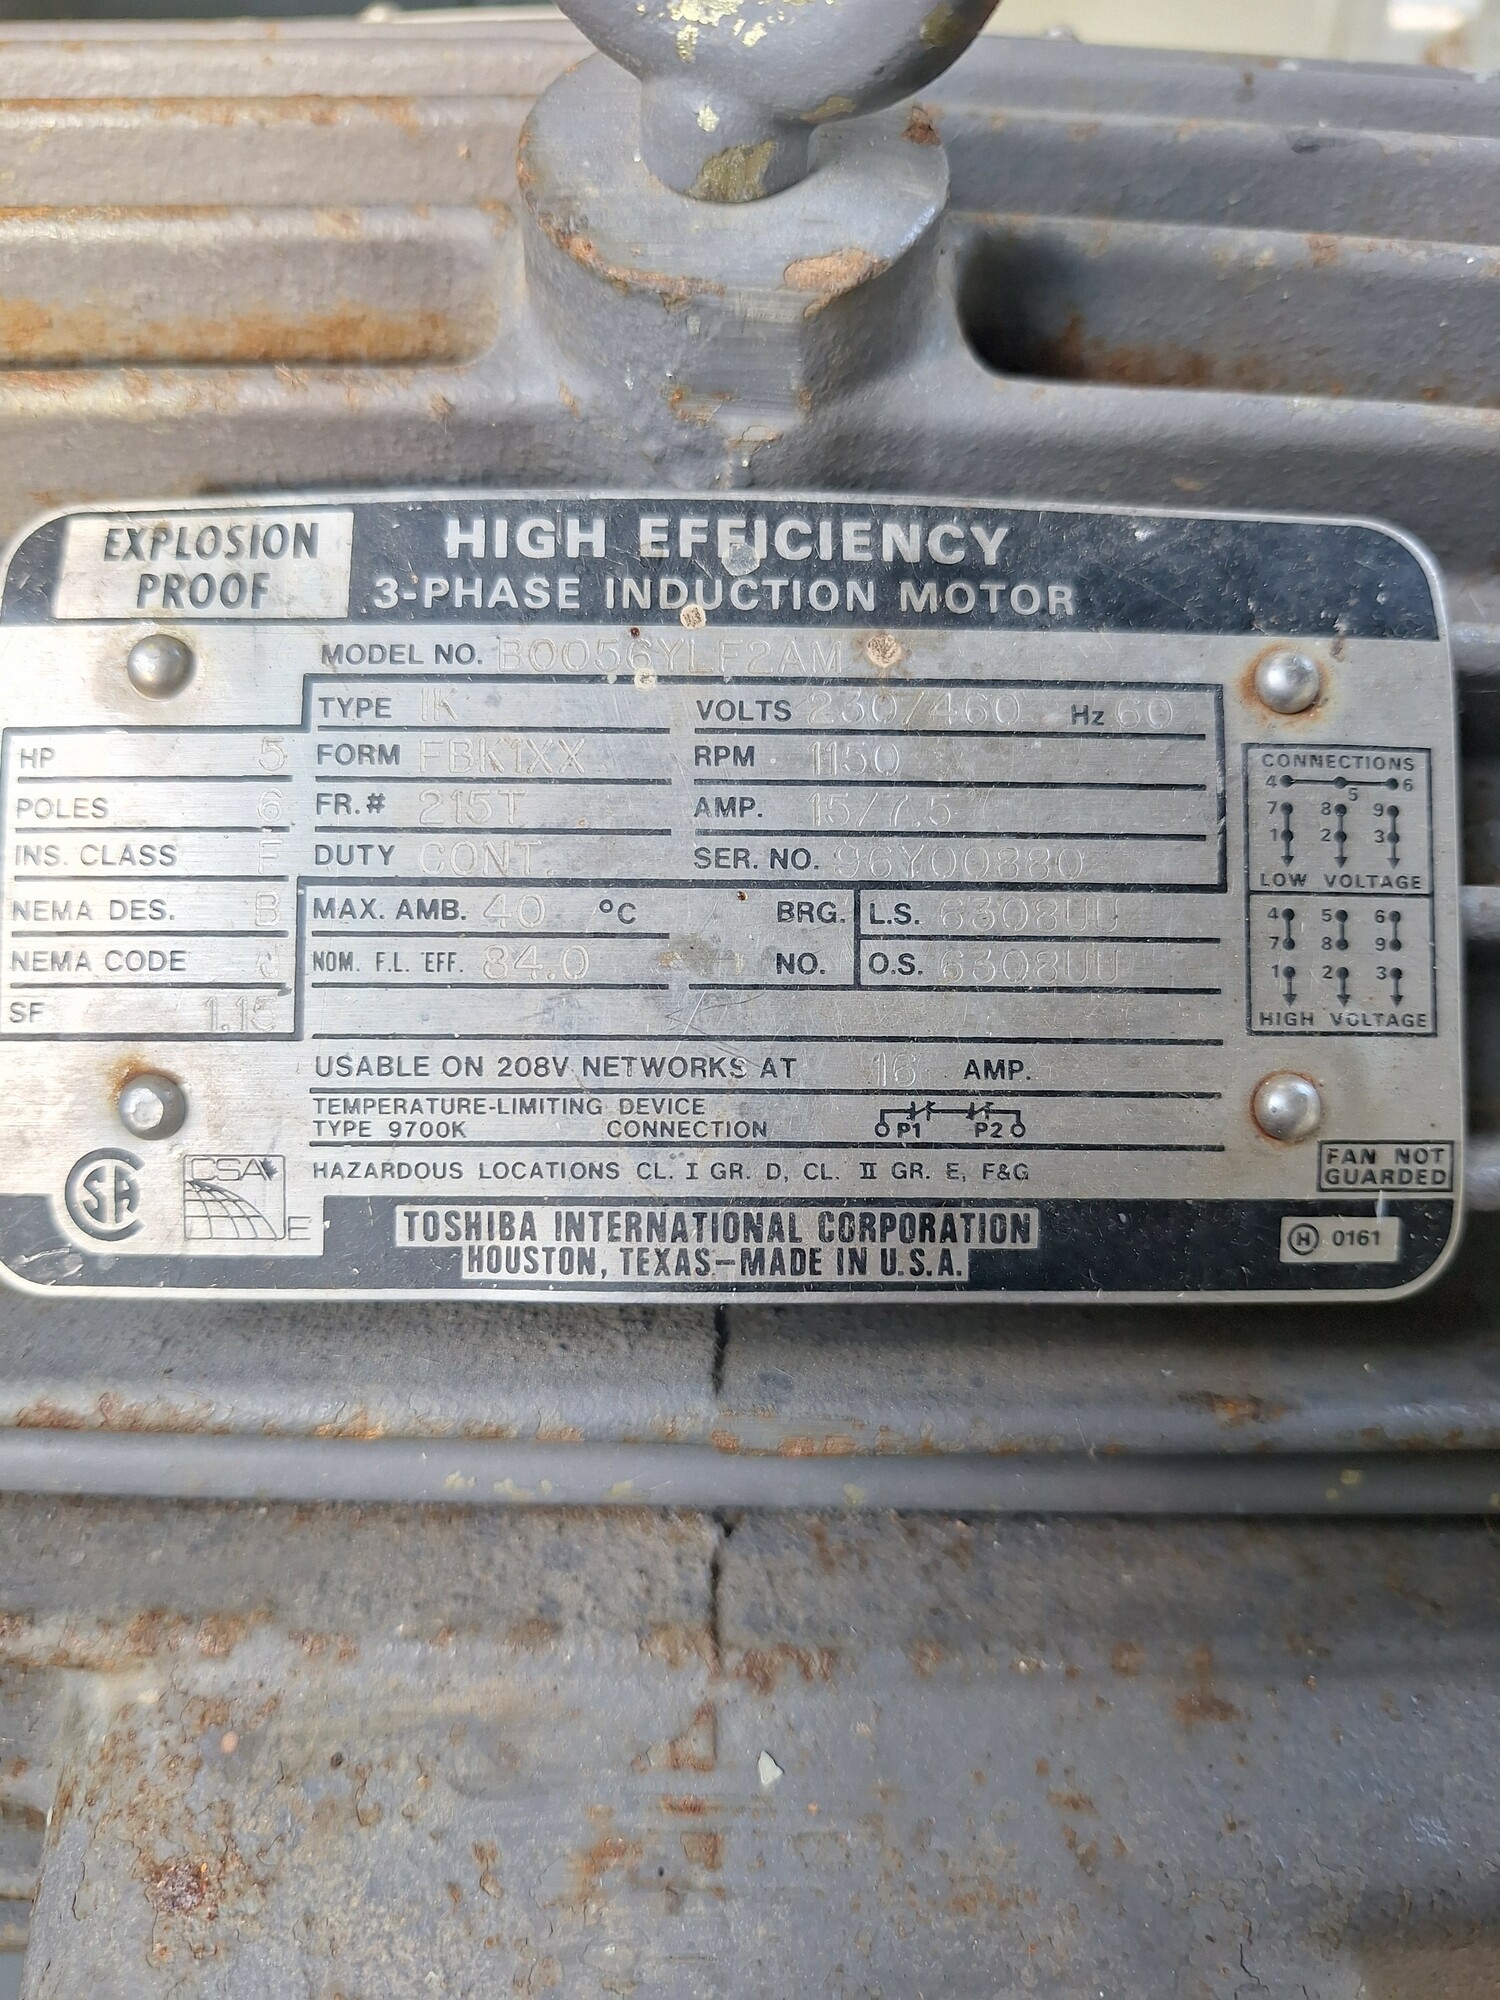 EXPLOSION
PROOF
HIGH EFFICIENCY
3-PHASE INDUCTION MOTOR
MODEL NO. B0056YLF2AM
TYPE IK
VOLTS 230/460 Hz 60
HP 5
FORM FBK1XX
RPM 1150
POLES 6
FR.# 215T
AMP. 15/7.5
INS. CLASS F
DUTY CONT.
SER. NO. 96Y00880
NEMA DES. B
MAX. AMB. 40 °C
BRG. L.S. 6308UU
NEMA CODE J
NOM. F.L. EFF. 84.0
NO. O.S. 6308UU
SF 1.15
USABLE ON 208V NETWORKS AT 16 AMP.
TEMPERATURE-LIMITING DEVICE
TYPE 9700K CONNECTION P1 P2
HAZARDOUS LOCATIONS CL. I GR. D, CL. II GR. E, F&G
CONNECTIONS
4 5 6
7 8 9
1 2 3
LOW VOLTAGE
4 5 6
7 8 9
1 2 3
HIGH VOLTAGE
FAN NOT
GUARDED
SA
CSA
E
TOSHIBA INTERNATIONAL CORPORATION
HOUSTON, TEXAS—MADE IN U.S.A.
H 0161